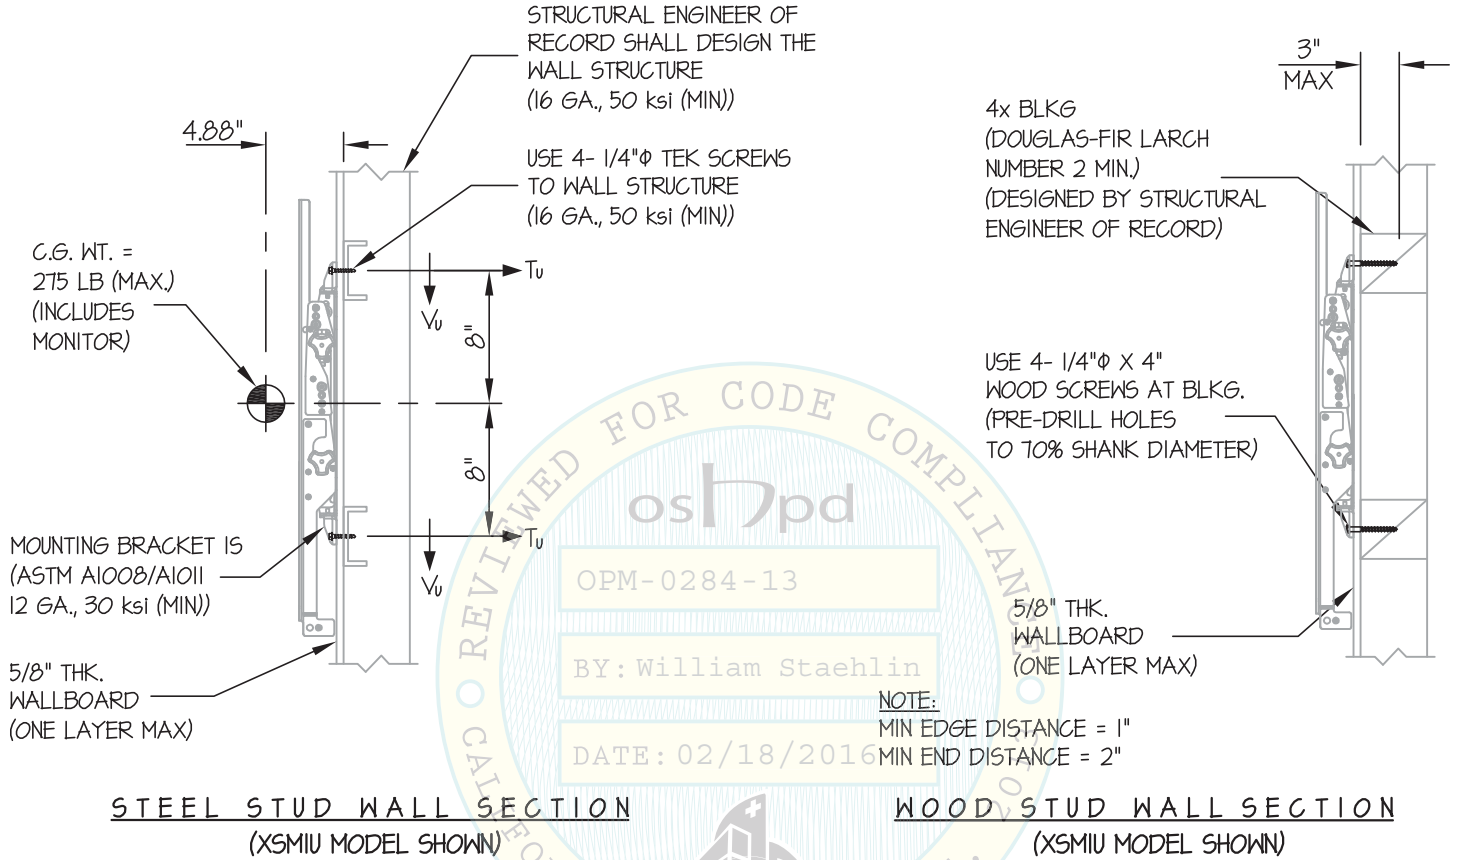 STRUCTURAL ENGINEER OF
RECORD SHALL DESIGN THE
WALL STRUCTURE
(16 GA., 50 ksi (MIN))
4.88"
USE 4- 1/4"Φ TEK SCREWS
TO WALL STRUCTURE
(16 GA., 50 ksi (MIN))
C.G. WT. =
275 LB (MAX.)
(INCLUDES
MONITOR)
Tu
Vu
8"
8"
Tu
Vu
MOUNTING BRACKET IS
(ASTM A1008/A1011
12 GA., 30 ksi (MIN))
5/8" THK.
WALLBOARD
(ONE LAYER MAX)
STEEL STUD WALL SECTION
(XSM1U MODEL SHOWN)
3"
MAX
4x BLKG
(DOUGLAS-FIR LARCH
NUMBER 2 MIN.)
(DESIGNED BY STRUCTURAL
ENGINEER OF RECORD)
USE 4- 1/4"Φ X 4"
WOOD SCREWS AT BLKG.
(PRE-DRILL HOLES
TO 70% SHANK DIAMETER)
5/8" THK.
WALLBOARD
(ONE LAYER MAX)
NOTE:
MIN EDGE DISTANCE = 1"
MIN END DISTANCE = 2"
WOOD STUD WALL SECTION
(XSM1U MODEL SHOWN)
REVIEWED FOR CODE COMPLIANCE
oshpd
OPM-0284-13
BY: William Staehlin
DATE: 02/18/2016